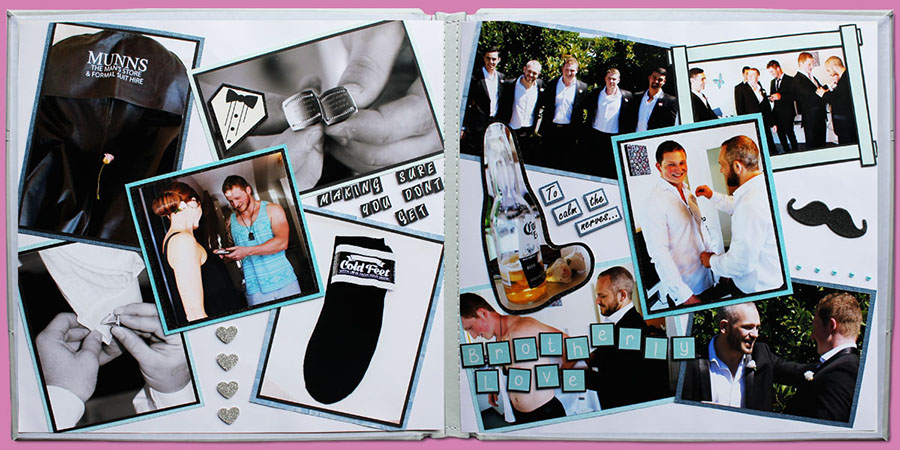 MUNNS
THE MAN'S STORE
& FORMAL SUIT HIRE
MAKING SURE
YOU DONT
GET
Cold Feet
To
calm the
nerves...
Brotherly
Love